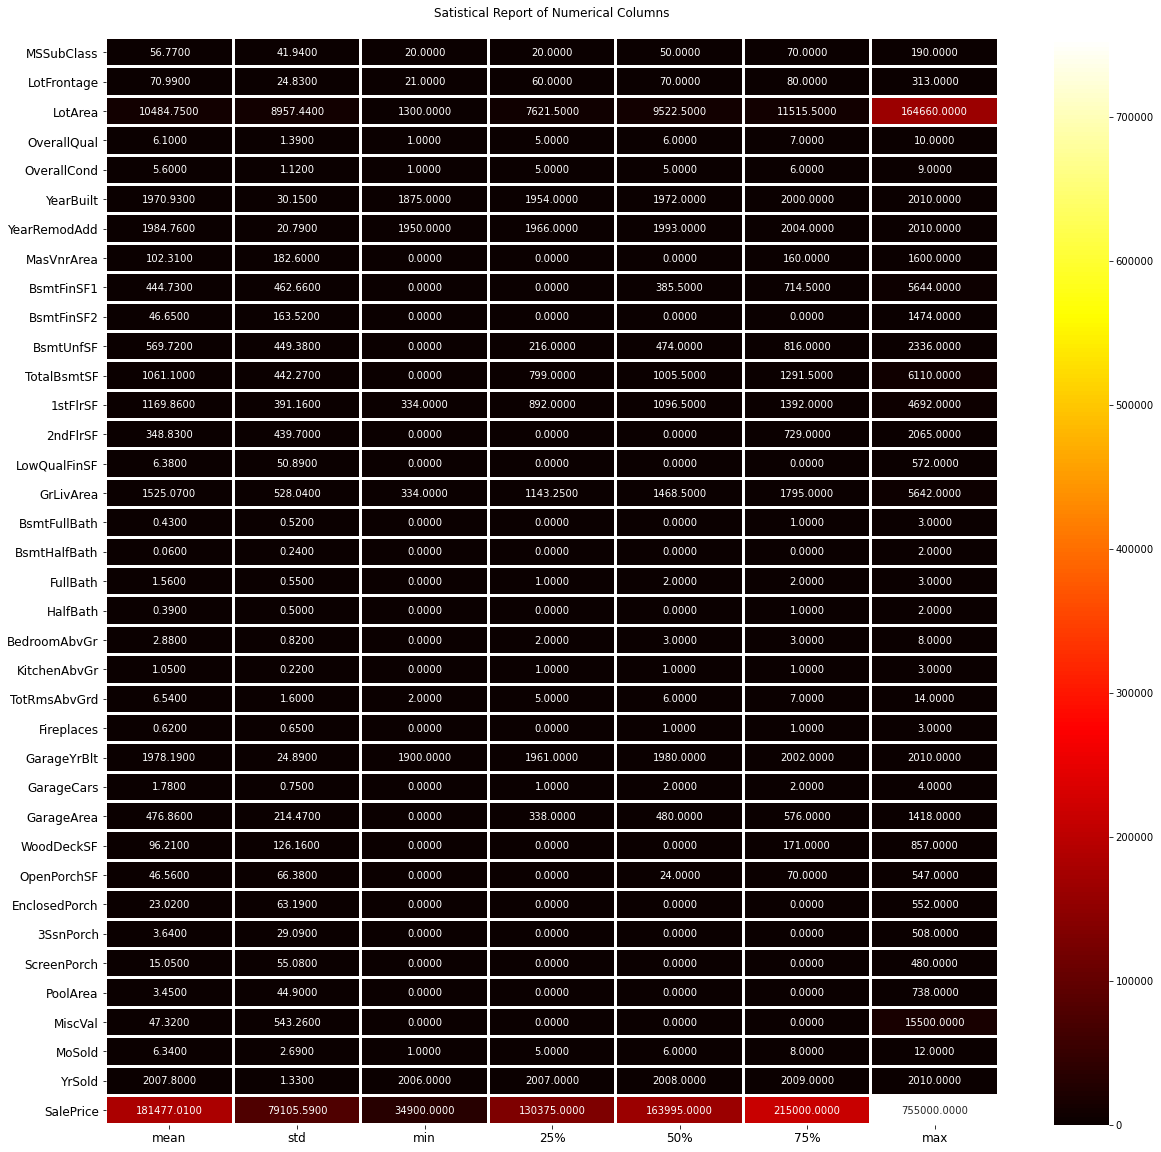 Satistical Report of Numerical Columns
MSSubClass 56.7700 41.9400 20.0000 20.0000 50.0000 70.0000 190.0000
LotFrontage 70.9900 24.8300 21.0000 60.0000 70.0000 80.0000 313.0000
LotArea 10484.7500 8957.4400 1300.0000 7621.5000 9522.5000 11515.5000 164660.0000
OverallQual 6.1000 1.3900 1.0000 5.0000 6.0000 7.0000 10.0000
OverallCond 5.6000 1.1200 1.0000 5.0000 5.0000 6.0000 9.0000
YearBuilt 1970.9300 30.1500 1875.0000 1954.0000 1972.0000 2000.0000 2010.0000
YearRemodAdd 1984.7600 20.7900 1950.0000 1966.0000 1993.0000 2004.0000 2010.0000
MasVnrArea 102.3100 182.6000 0.0000 0.0000 0.0000 160.0000 1600.0000
BsmtFinSF1 444.7300 462.6600 0.0000 0.0000 385.5000 714.5000 5644.0000
BsmtFinSF2 46.6500 163.5200 0.0000 0.0000 0.0000 0.0000 1474.0000
BsmtUnfSF 569.7200 449.3800 0.0000 216.0000 474.0000 816.0000 2336.0000
TotalBsmtSF 1061.1000 442.2700 0.0000 799.0000 1005.5000 1291.5000 6110.0000
1stFlrSF 1169.8600 391.1600 334.0000 892.0000 1096.5000 1392.0000 4692.0000
2ndFlrSF 348.8300 439.7000 0.0000 0.0000 0.0000 729.0000 2065.0000
LowQualFinSF 6.3800 50.8900 0.0000 0.0000 0.0000 0.0000 572.0000
GrLivArea 1525.0700 528.0400 334.0000 1143.2500 1468.5000 1795.0000 5642.0000
BsmtFullBath 0.4300 0.5200 0.0000 0.0000 0.0000 1.0000 3.0000
BsmtHalfBath 0.0600 0.2400 0.0000 0.0000 0.0000 0.0000 2.0000
FullBath 1.5600 0.5500 0.0000 1.0000 2.0000 2.0000 3.0000
HalfBath 0.3900 0.5000 0.0000 0.0000 0.0000 1.0000 2.0000
BedroomAbvGr 2.8800 0.8200 0.0000 2.0000 3.0000 3.0000 8.0000
KitchenAbvGr 1.0500 0.2200 0.0000 1.0000 1.0000 1.0000 3.0000
TotRmsAbvGrd 6.5400 1.6000 2.0000 5.0000 6.0000 7.0000 14.0000
Fireplaces 0.6200 0.6500 0.0000 0.0000 1.0000 1.0000 3.0000
GarageYrBlt 1978.1900 24.8900 1900.0000 1961.0000 1980.0000 2002.0000 2010.0000
GarageCars 1.7800 0.7500 0.0000 1.0000 2.0000 2.0000 4.0000
GarageArea 476.8600 214.4700 0.0000 338.0000 480.0000 576.0000 1418.0000
WoodDeckSF 96.2100 126.1600 0.0000 0.0000 0.0000 171.0000 857.0000
OpenPorchSF 46.5600 66.3800 0.0000 0.0000 24.0000 70.0000 547.0000
EnclosedPorch 23.0200 63.1900 0.0000 0.0000 0.0000 0.0000 552.0000
3SsnPorch 3.6400 29.0900 0.0000 0.0000 0.0000 0.0000 508.0000
ScreenPorch 15.0500 55.0800 0.0000 0.0000 0.0000 0.0000 480.0000
PoolArea 3.4500 44.9000 0.0000 0.0000 0.0000 0.0000 738.0000
MiscVal 47.3200 543.2600 0.0000 0.0000 0.0000 0.0000 15500.0000
MoSold 6.3400 2.6900 1.0000 5.0000 6.0000 8.0000 12.0000
YrSold 2007.8000 1.3300 2006.0000 2007.0000 2008.0000 2009.0000 2010.0000
SalePrice 181477.0100 79105.5900 34900.0000 130375.0000 163995.0000 215000.0000 755000.0000
mean std min 25% 50% 75% max
700000
600000
500000
400000
300000
200000
100000
0